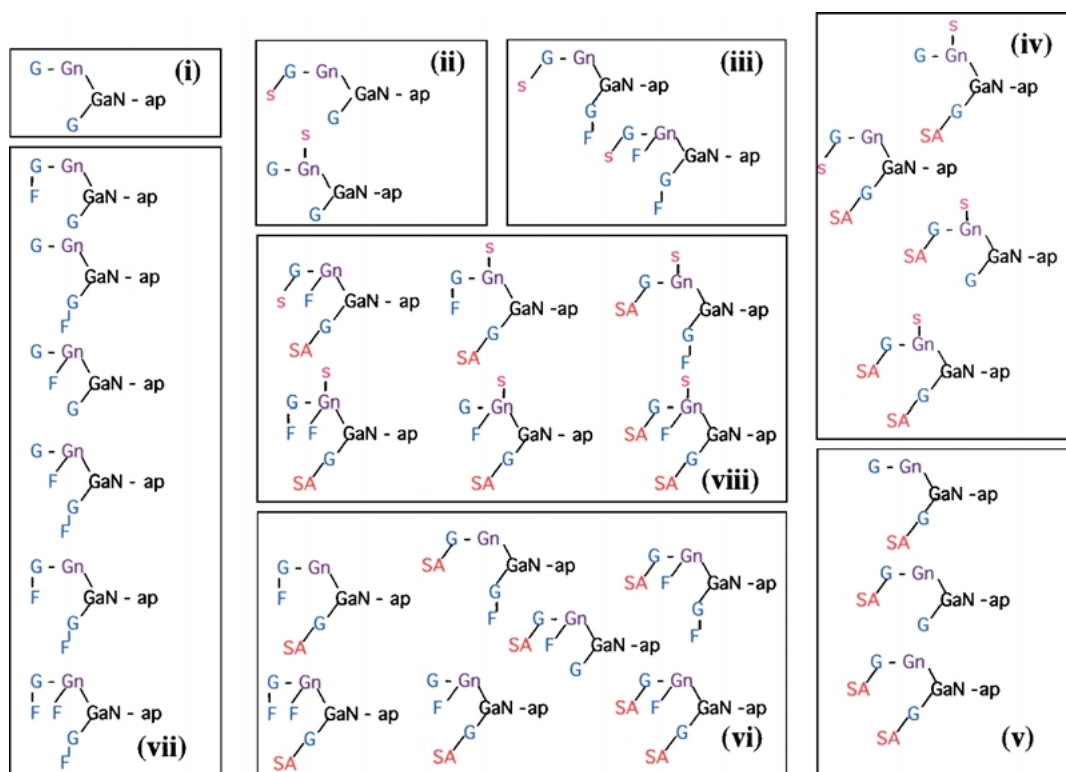 (i)
G - Gn
GaN - ap
G
(ii)
S G - Gn
GaN - ap
G
S
G - Gn
GaN -ap
G
(iii)
S G - Gn
GaN -ap
G
F
S G - Gn
F
GaN - ap
G
F
(iv)
S
G - Gn
GaN -ap
G
SA
G - Gn
S
GaN - ap
G
SA
S
G - Gn
SA
GaN -ap
G
S
G - Gn
SA
GaN -ap
G
SA
(vii)
G - Gn
F
GaN - ap
G
G - Gn
GaN - ap
G
F
G - Gn
F
GaN - ap
G
G - Gn
F
GaN - ap
G
F
G - Gn
F
GaN - ap
G
F
G - Gn
F F
GaN - ap
G
F
(viii)
G - Gn
S F
GaN - ap
G
SA
S
G - Gn
F
GaN - ap
G
SA
S
G - Gn
SA
GaN -ap
G
F
S
G - Gn
F F
GaN - ap
G
SA
S
G - Gn
F
GaN - ap
G
SA
S
G - Gn
SA F
GaN - ap
G
SA
(vi)
G - Gn
F
GaN - ap
G
SA
G - Gn
SA
GaN -ap
G
F
G - Gn
SA F
GaN -ap
G
F
G - Gn
SA F
GaN -ap
G
G - Gn
F F
GaN - ap
G
SA
G - Gn
F
GaN - ap
G
SA
G - Gn
SA F
GaN - ap
G
SA
(v)
G - Gn
GaN -ap
G
SA
G - Gn
SA
GaN -ap
G
G - Gn
SA
GaN -ap
G
SA